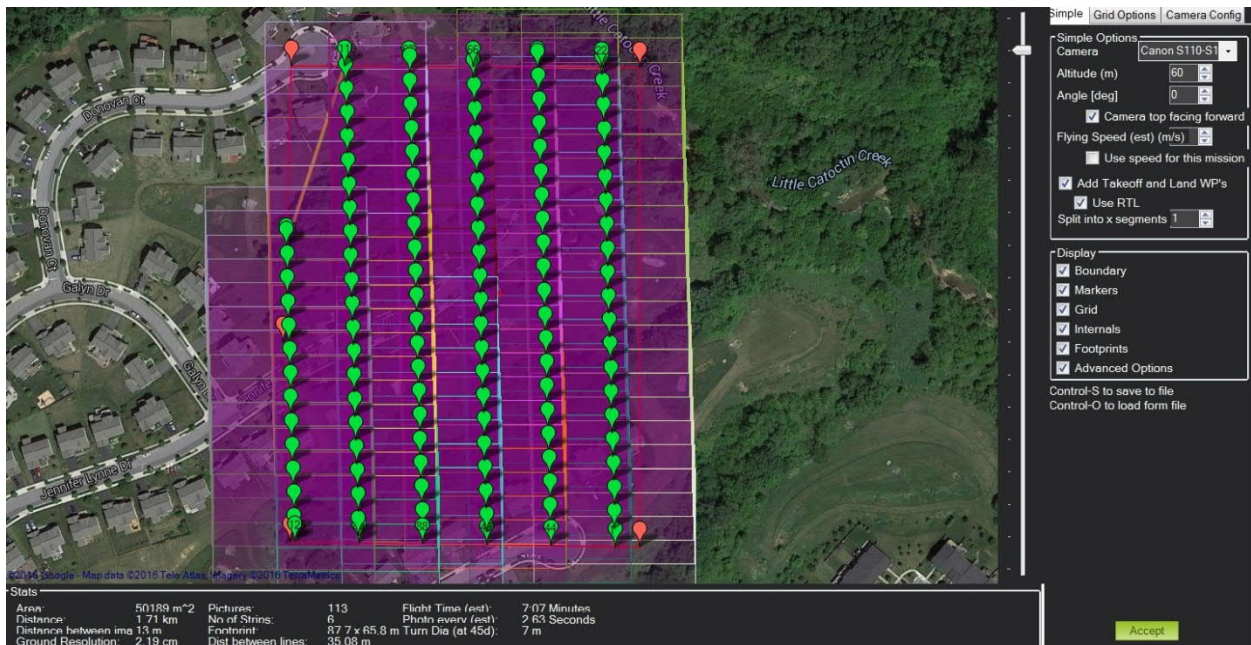 Simple Grid Options Camera Config
Simple Options
Camera Canon S110-S1
Altitude (m) 60
Angle [deg] 0
Camera top facing forward
Flying Speed (est) (m/s)
Use speed for this mission
Add Takeoff and Land WP's
Use RTL
Split into x segments 1
Display
Boundary
Markers
Grid
Internals
Footprints
Advanced Options
Control-S to save to file
Control-O to load form file
Accept
Little Catoctin Creek
Donovan Ct
Little Catoctin Creek
Donovan Ct
Galyn Dr
Galyn Dr
Jennifer Lynne Dr
©2016 Google - Map data ©2016 Tele Atlas, Imagery ©2016 TerraMetrics
Stats
Area: 50189 m^2 Pictures: 113 Flight Time (est): 7:07 Minutes
Distance: 1.71 km No of Strips: 6 Photo every (est): 2.63 Seconds
Distance between ima 13 m Footprint: 87.7 x 65.8 m Turn Dia (at 45d): 7 m
Ground Resolution: 2.19 cm Dist between lines: 35.08 m